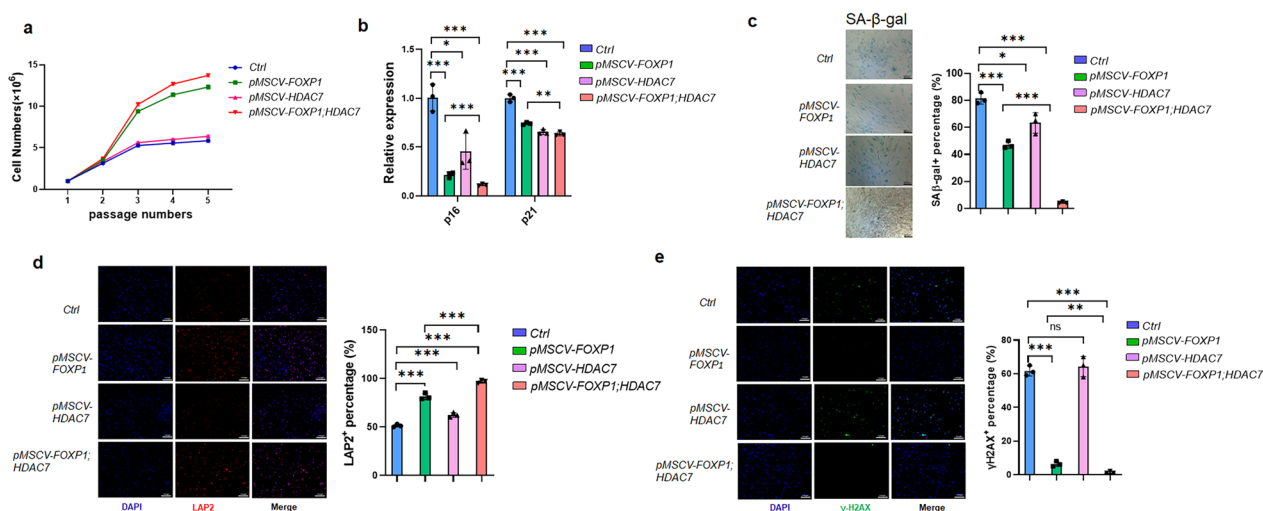 a
Cell Numbers(×10⁶)
15
10
5
0
1 2 3 4 5
passage numbers
Ctrl
pMSCV-FOXP1
pMSCV-HDAC7
pMSCV-FOXP1;HDAC7
b
Relative expression
1.5
1.0
0.5
0.0
***
*
***
***
***
***
***
**
p16
p21
Ctrl
pMSCV-FOXP1
pMSCV-HDAC7
pMSCV-FOXP1;HDAC7
c
SA-β-gal
Ctrl
pMSCV-
FOXP1
pMSCV-
HDAC7
pMSCV-FOXP1;
HDAC7
SAβ-gal+ percentage (%)
100
80
60
40
20
0
***
*
***
***
Ctrl
pMSCV-FOXP1
pMSCV-HDAC7
pMSCV-FOXP1;HDAC7
d
Ctrl
pMSCV-
FOXP1
pMSCV-
HDAC7
pMSCV-FOXP1;
HDAC7
DAPI LAP2 Merge
LAP2⁺ percentage (%)
150
100
50
0
***
***
***
***
Ctrl
pMSCV-FOXP1
pMSCV-HDAC7
pMSCV-FOXP1;HDAC7
e
Ctrl
pMSCV-
FOXP1
pMSCV-
HDAC7
pMSCV-FOXP1;
HDAC7
DAPI γ-H2AX Merge
γH2AX⁺ percentage (%)
80
60
40
20
0
***
**
ns
***
Ctrl
pMSCV-FOXP1
pMSCV-HDAC7
pMSCV-FOXP1;HDAC7